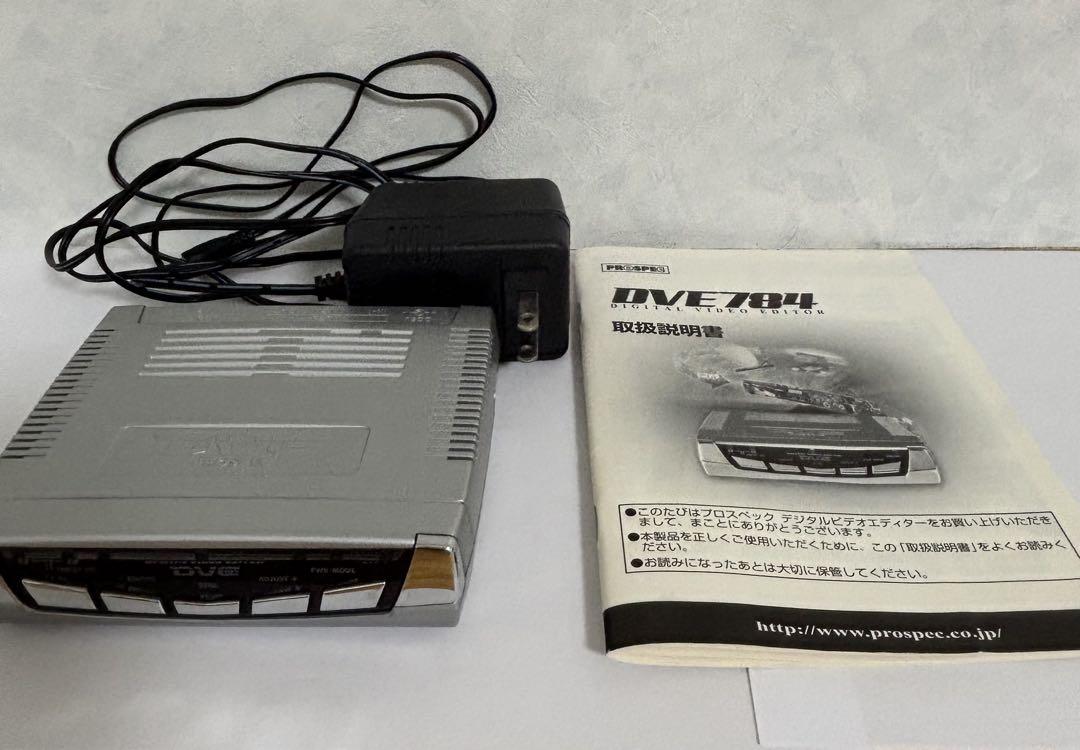 PROSPEC
DVE784
DIGITAL VIDEO EDITOR
取扱説明書
●このたびはプロスペック デジタルビデオエディターをお買い上げいただき
まして、まことにありがとうございます。
●本製品を正しくご使用いただくために、この「取扱説明書」をよくお読みく
ださい。
●お読みになったあとは大切に保管してください。
http://www.prospec.co.jp/